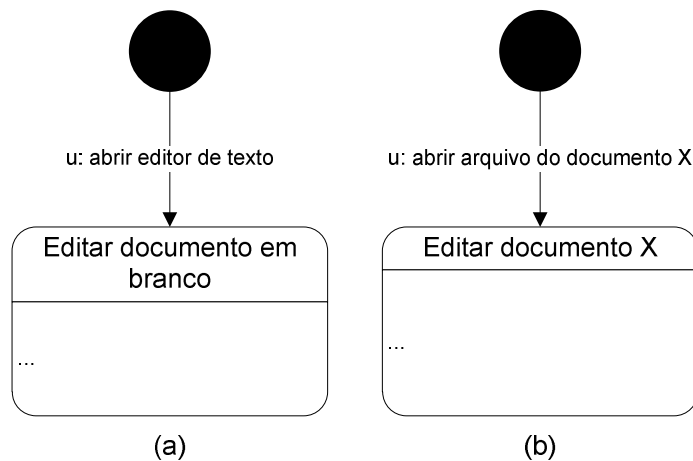 u: abrir editor de texto
Editar documento em
branco
...
(a)
u: abrir arquivo do documento X
Editar documento X
...
(b)